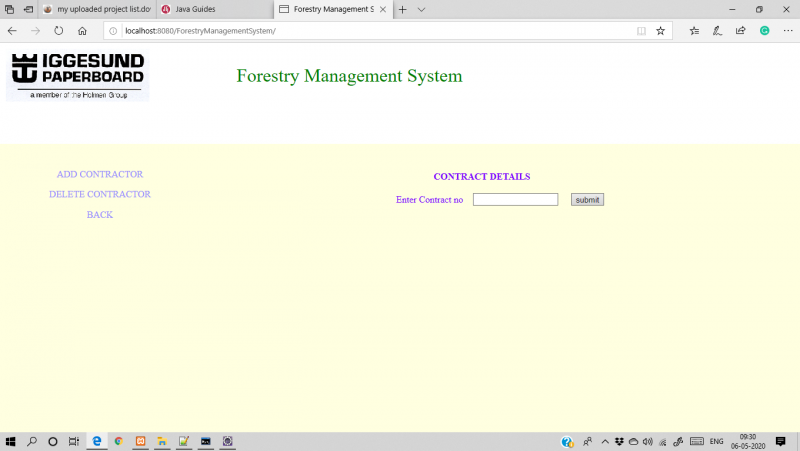 my uploaded project list.do
Java Guides
Forestry Management S
localhost:8080/ForestryManagementSystem/
IGGESUND
PAPERBOARD
a member of the Holmen Group
Forestry Management System
ADD CONTRACTOR
DELETE CONTRACTOR
BACK
CONTRACT DETAILS
Enter Contract no
submit
ENG
09:30
06-05-2020